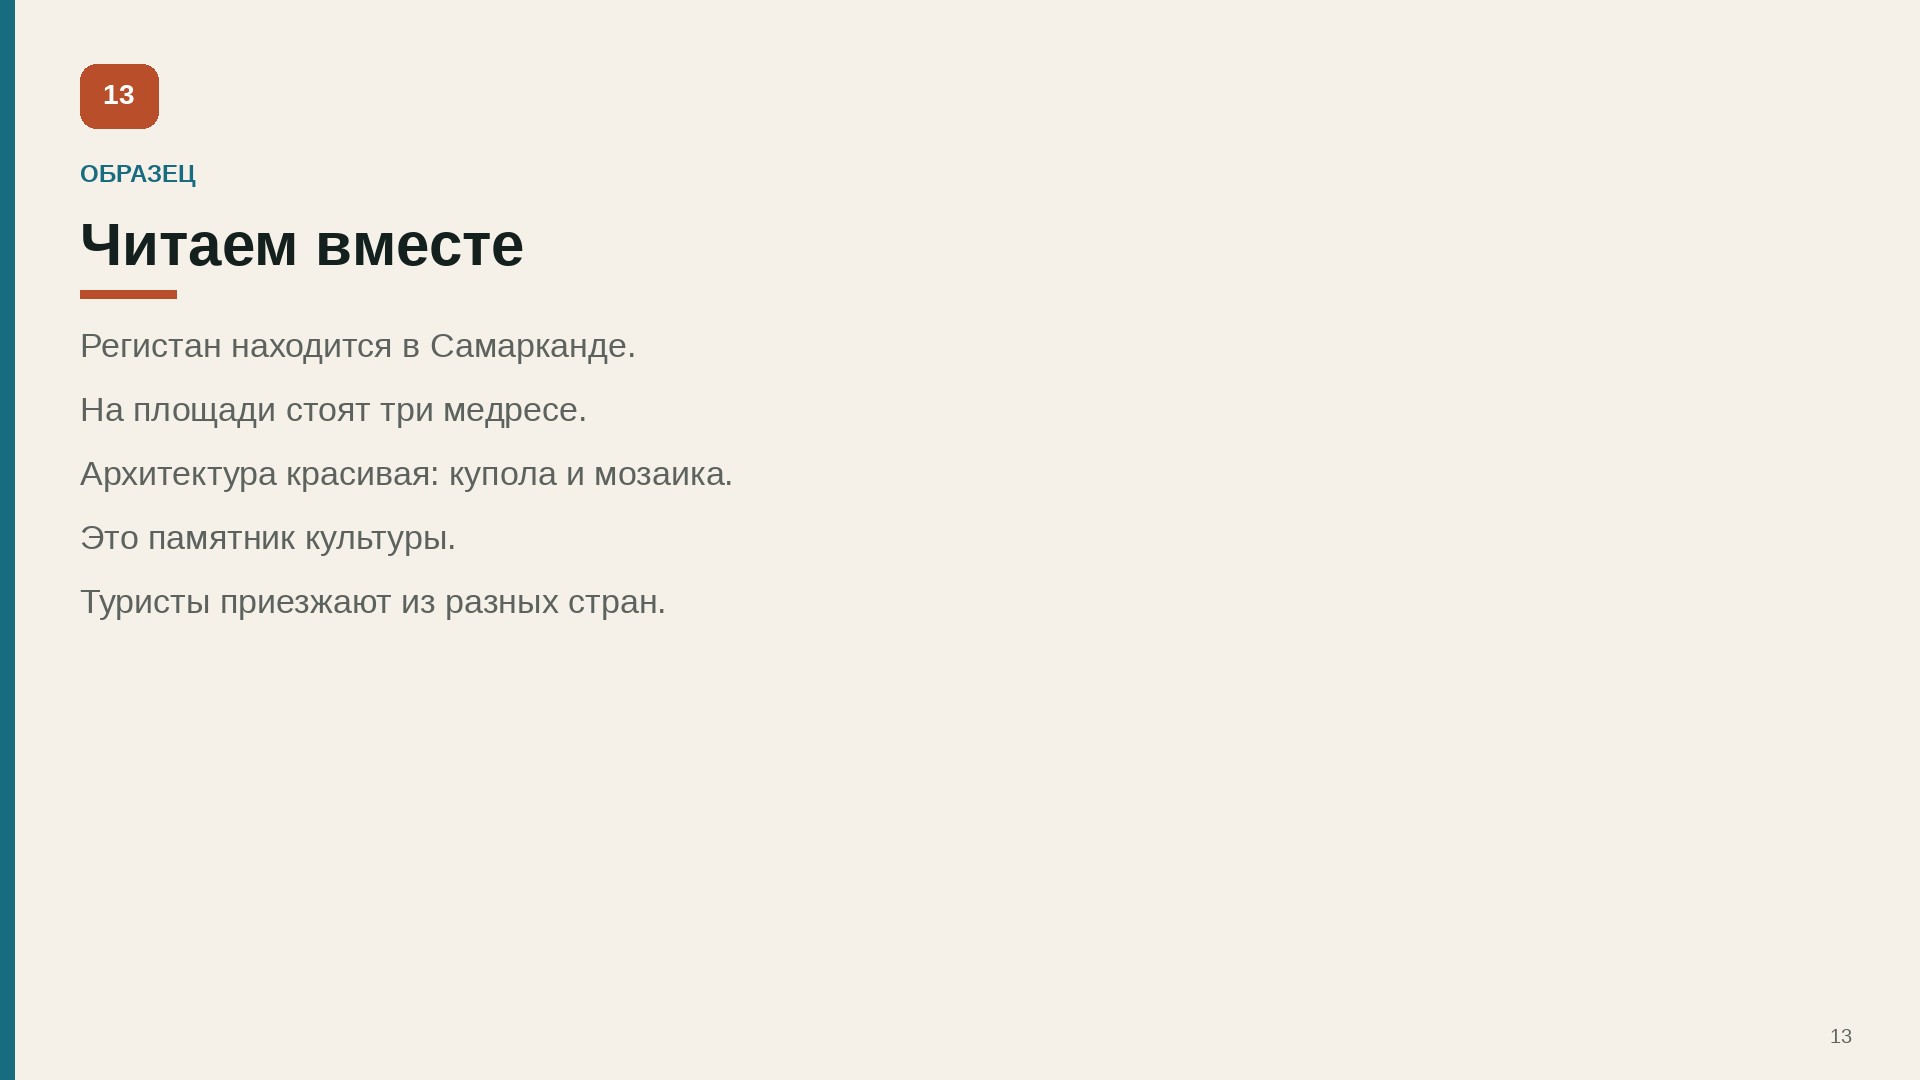 13
ОБРАЗЕЦ
Читаем вместе
Регистан находится в Самарканде.
На площади стоят три медресе.
Архитектура красивая: купола и мозаика.
Это памятник культуры.
Туристы приезжают из разных стран.
13